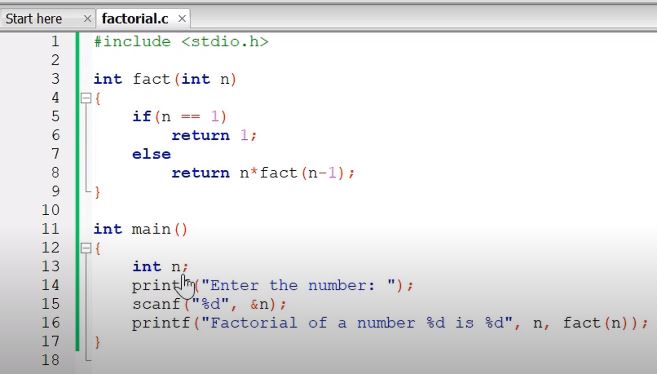 Start here × factorial.c ×
1 #include <stdio.h>
2
3 int fact(int n)
4 {
5     if(n == 1)
6         return 1;
7     else
8         return n*fact(n-1);
9 }
10
11 int main()
12 {
13     int n;
14     printf("Enter the number: ");
15     scanf("%d", &n);
16     printf("Factorial of a number %d is %d", n, fact(n));
17 }
18